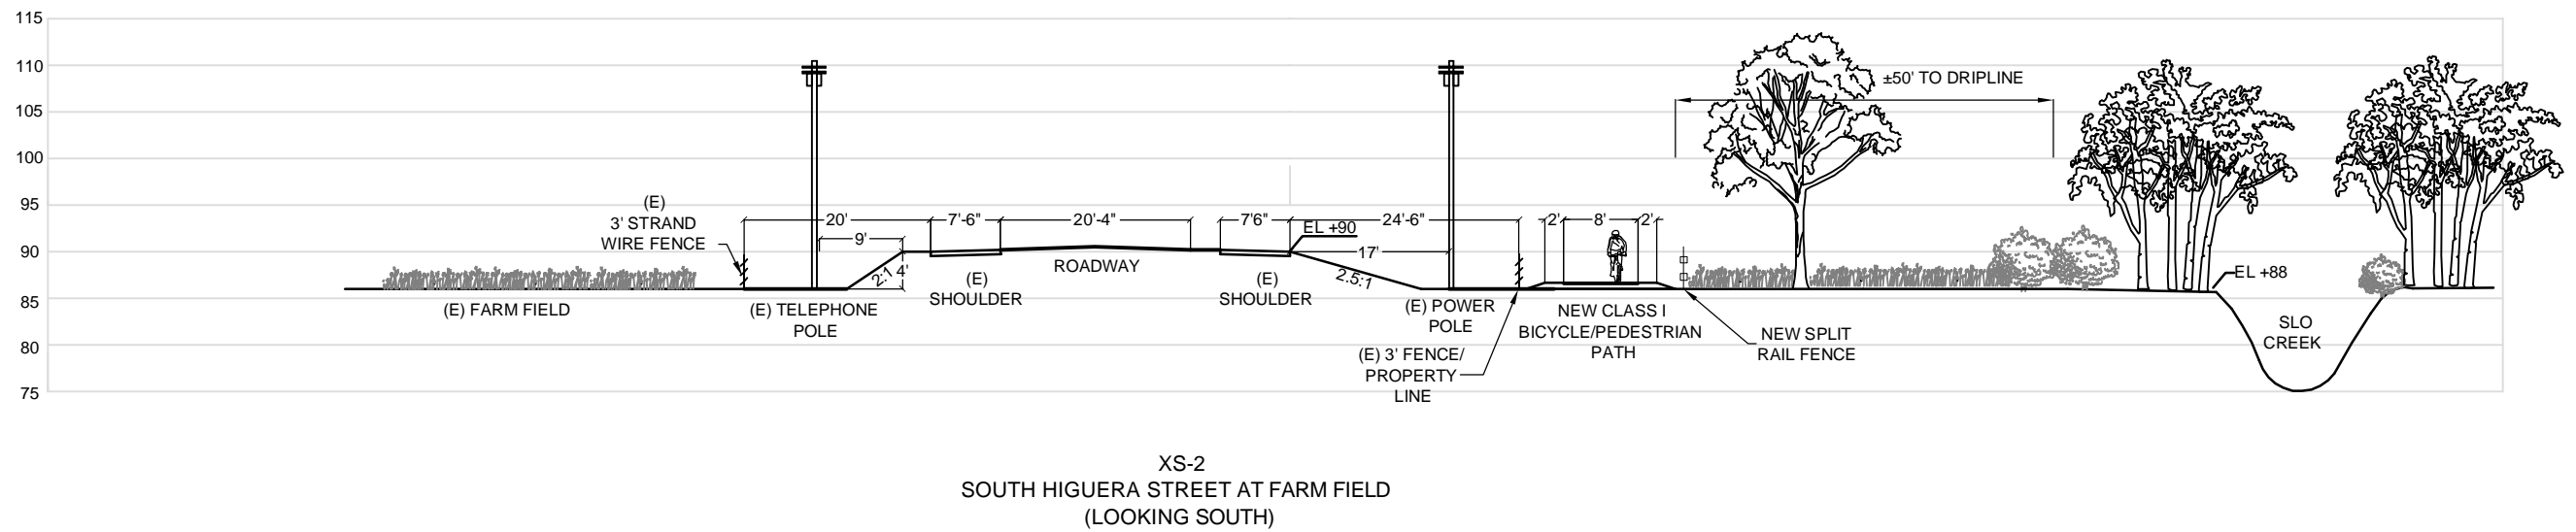 115
110
105
100
95
90
85
80
75
(E)
3' STRAND
WIRE FENCE
20'
9'
7'-6"
20'-4"
7'6"
24'-6"
EL +90
17'
2'
8'
2'
±50' TO DRIPLINE
2:1
4'
2.5:1
(E) FARM FIELD
(E) TELEPHONE
POLE
(E)
SHOULDER
ROADWAY
(E)
SHOULDER
(E) POWER
POLE
(E) 3' FENCE/
PROPERTY
LINE
NEW CLASS I
BICYCLE/PEDESTRIAN
PATH
NEW SPLIT
RAIL FENCE
EL +88
SLO
CREEK
XS-2
SOUTH HIGUERA STREET AT FARM FIELD
(LOOKING SOUTH)